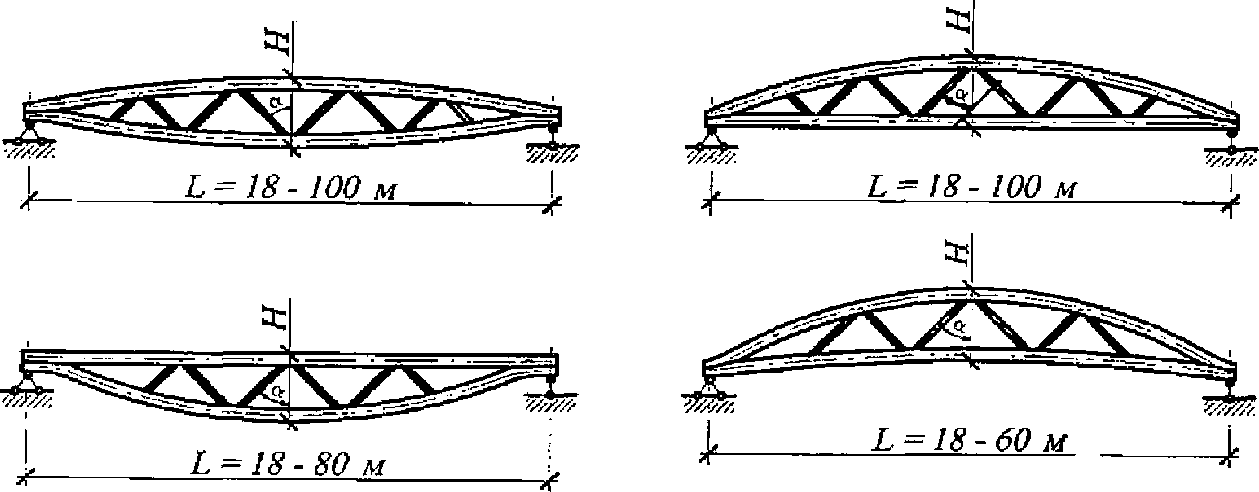 H
α
L = 18 - 100 м
H
α
L = 18 - 100 м
H
α
L = 18 - 80 м
H
α
L = 18 - 60 м